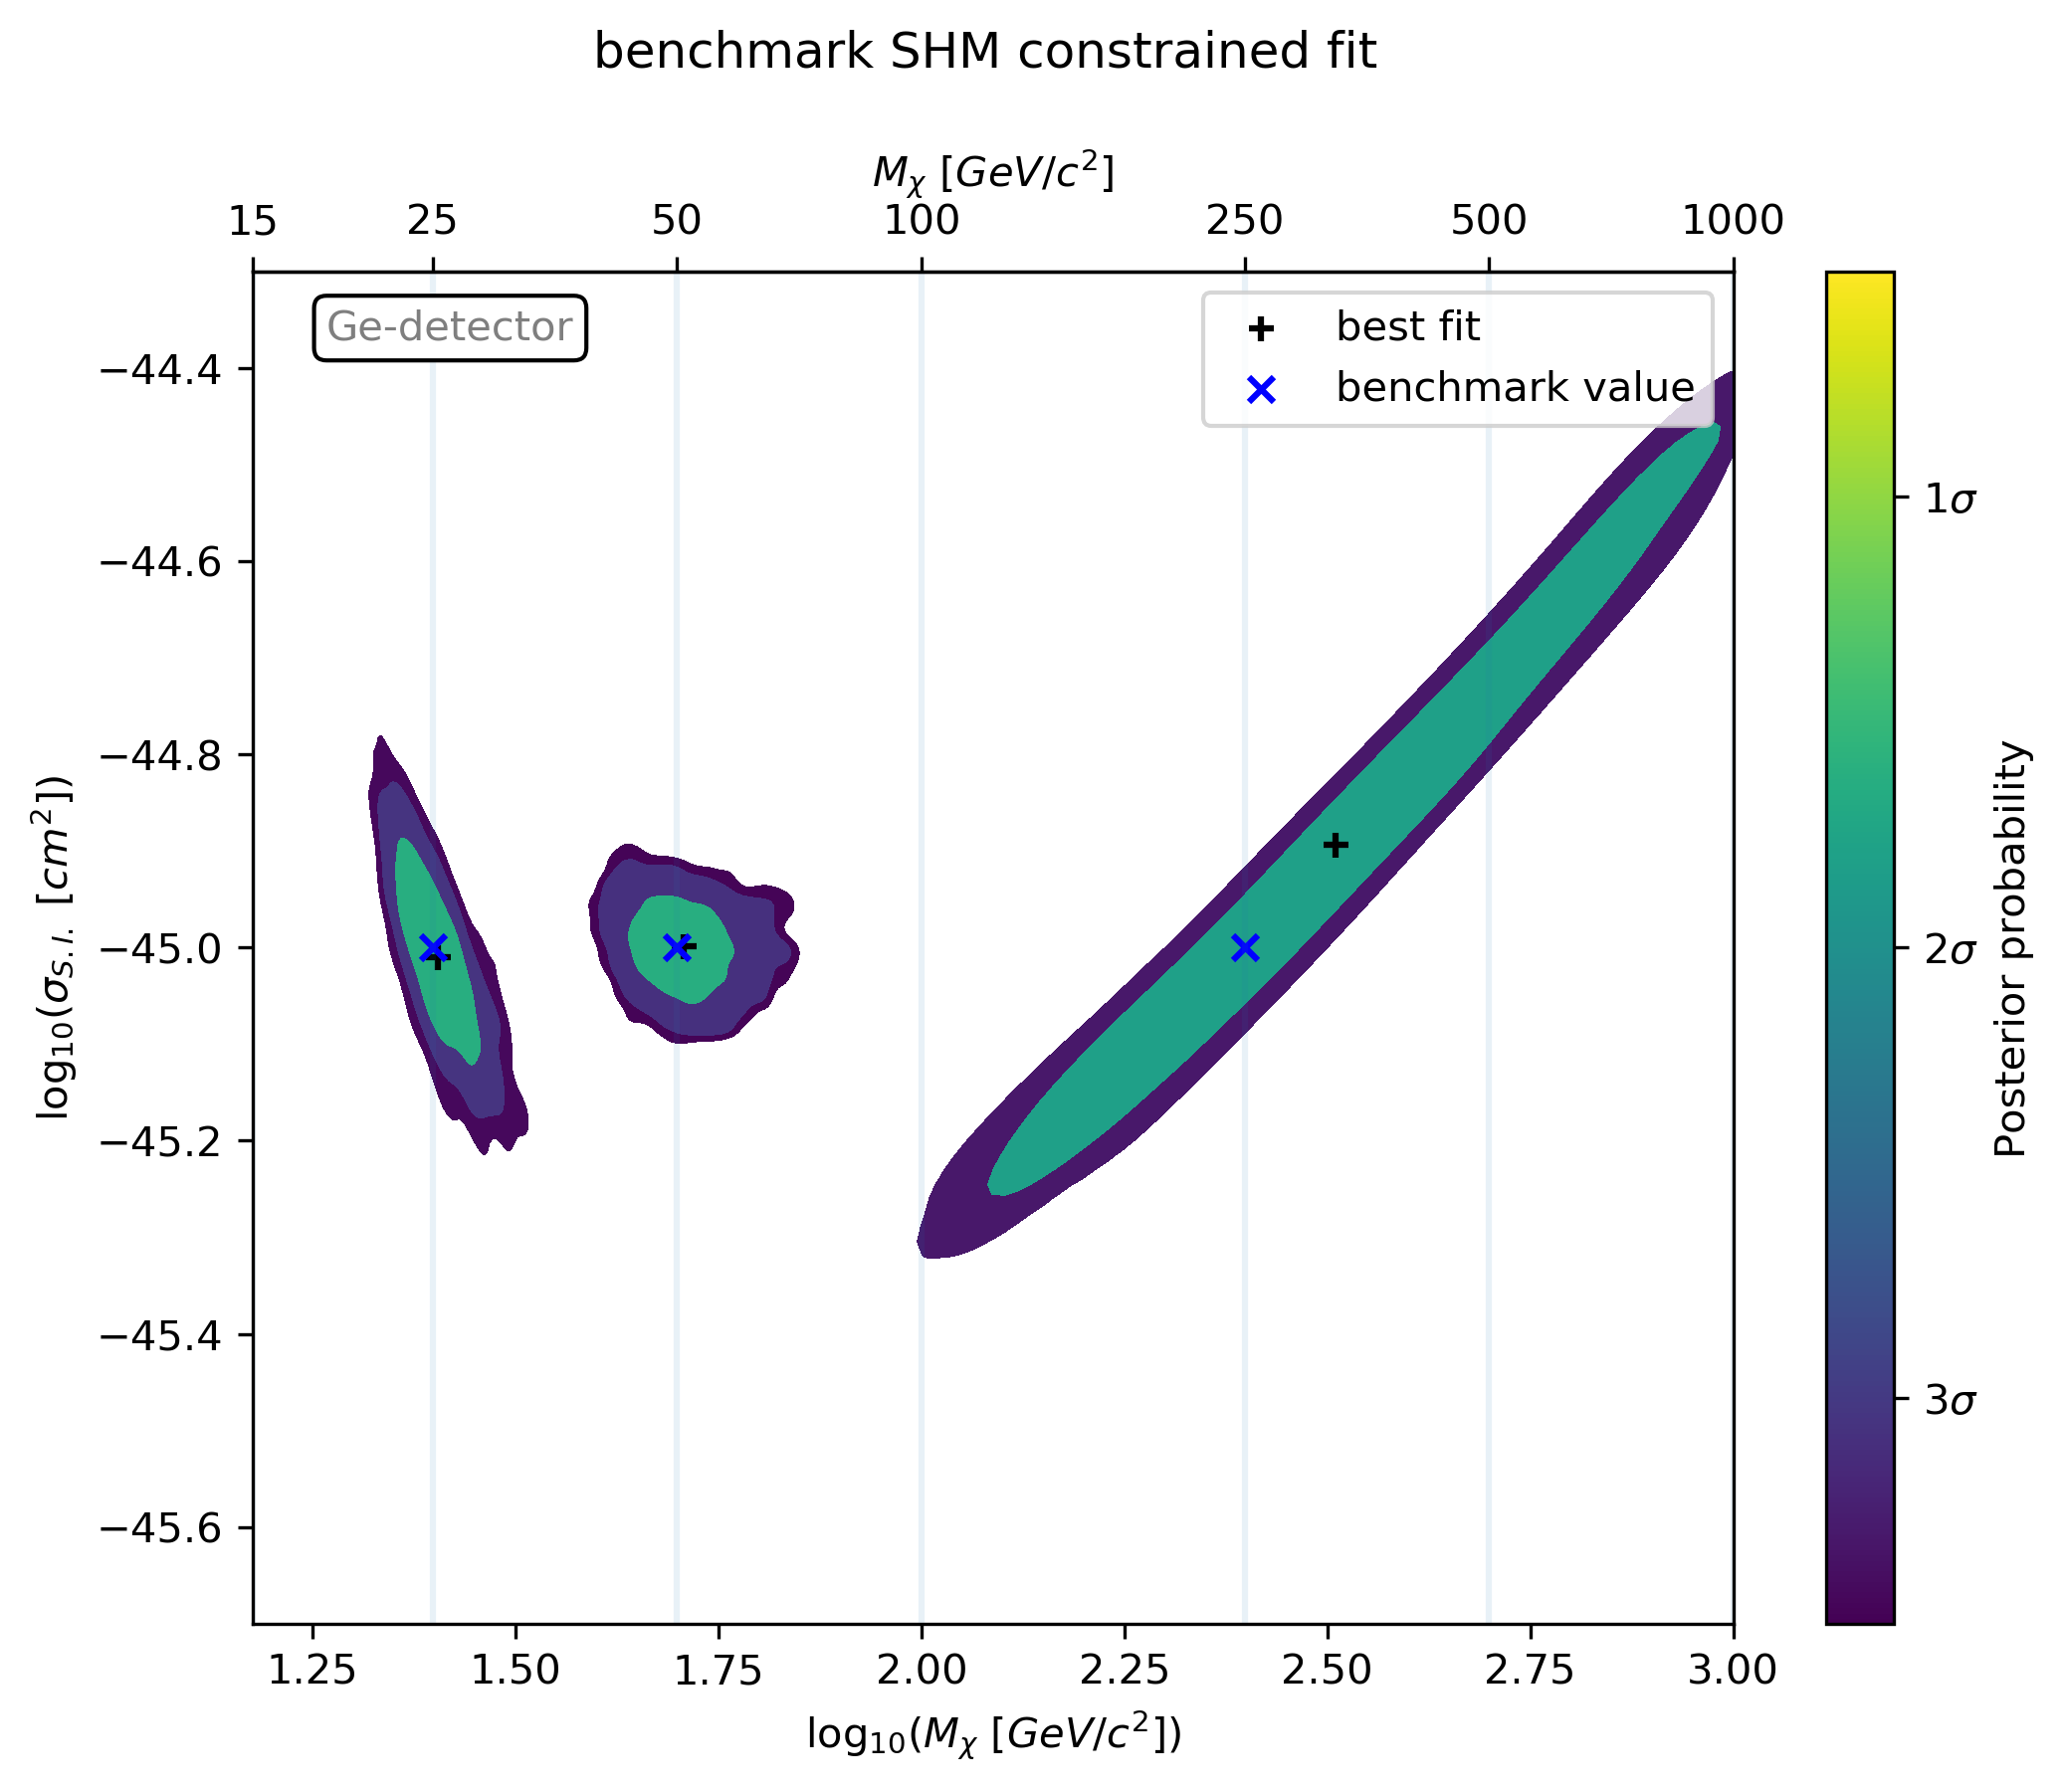 benchmark SHM constrained fit
M_χ [GeV/c²]
15 25 50 100 250 500 1000
Ge-detector
best fit
benchmark value
−44.4
−44.6
−44.8
−45.0
−45.2
−45.4
−45.6
log₁₀(σ_S.I. [cm²])
1.25 1.50 1.75 2.00 2.25 2.50 2.75 3.00
log₁₀(M_χ [GeV/c²])
1σ
2σ
3σ
Posterior probability